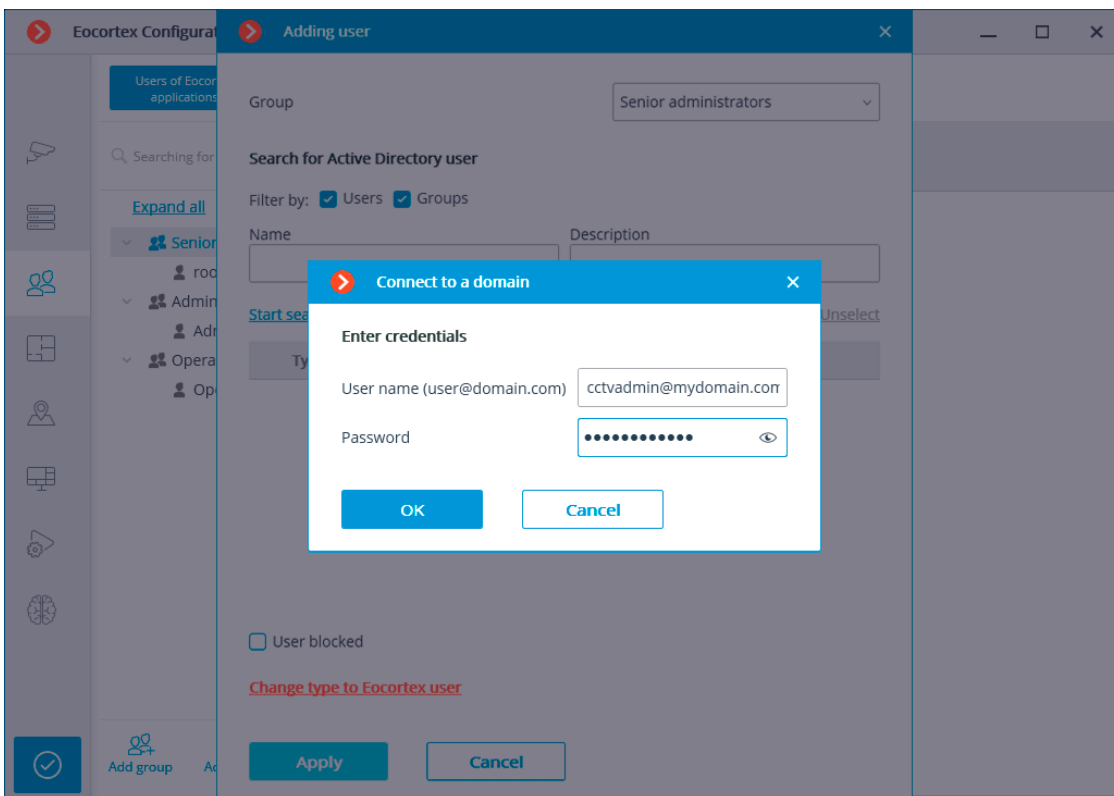 Eocortex Configurat
Adding user
Users of Eocor
applications
Group
Senior administrators
Searching for
Search for Active Directory user
Filter by: Users Groups
Expand all
Name
Description
Senior
roo
Connect to a domain
Admin
Start sea
Unselect
Adr
Enter credentials
Opera
Ty
User name (user@domain.com)
cctvadmin@mydomain.com
Ope
Password
OK
Cancel
User blocked
Change type to Eocortex user
Add group
Ad
Apply
Cancel